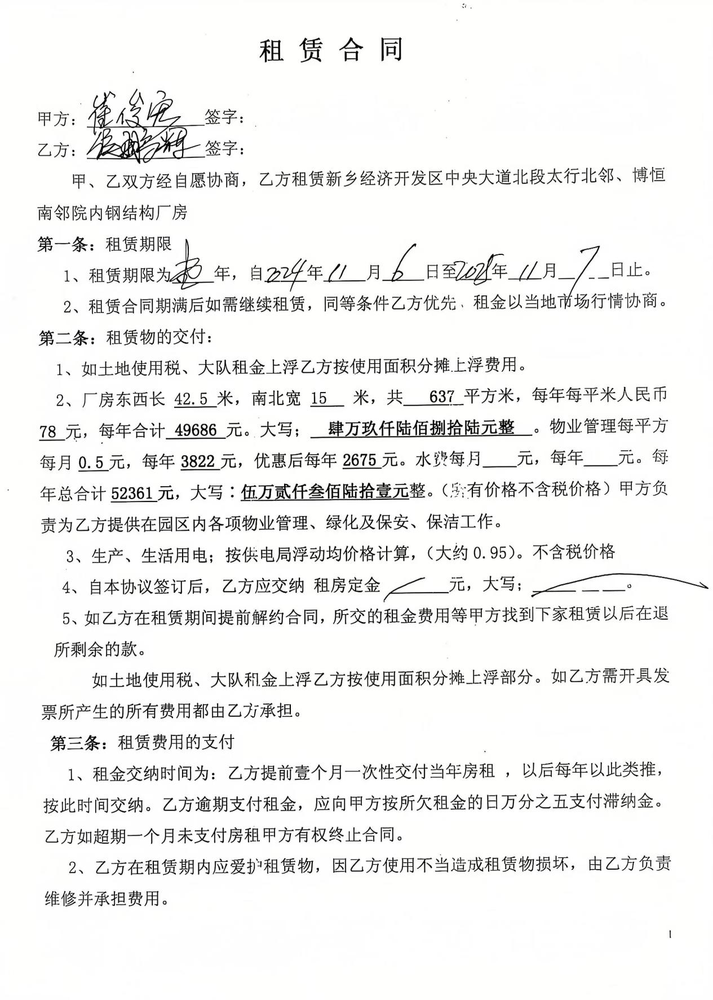 租赁合同
甲方：崔俊宪 签字：
乙方： 签字：
甲、乙双方经自愿协商，乙方租赁新乡经济开发区中央大道北段太行北邻、博恒
南邻院内钢结构厂房
第一条：租赁期限
1、租赁期限为壹年，自2024年11月6日至2025年11月7日止。
2、租赁合同期满后如需继续租赁，同等条件乙方优先、租金以当地市场行情协商。
第二条：租赁物的交付：
1、如土地使用税、大队租金上浮乙方按使用面积分摊上浮费用。
2、厂房东西长 42.5 米，南北宽 15 米，共 637 平方米，每年每平米人民币
78 元，每年合计 49686 元。大写； 肆万玖仟陆佰捌拾陆元整 。物业管理每平方
每月 0.5 元，每年 3822 元，优惠后每年 2675 元。水费每月____元，每年____元。每
年总合计 52361 元，大写：伍万贰仟叁佰陆拾壹元整。（所有价格不含税价格）甲方负
责为乙方提供在园区内各项物业管理、绿化及保安、保洁工作。
3、生产、生活用电；按供电局浮动均价格计算，（大约 0.95）。不含税价格
4、自本协议签订后，乙方应交纳 租房定金_______元，大写；_____ __ ___。
5、如乙方在租赁期间提前解约合同，所交的租金费用等甲方找到下家租赁以后在退
所剩余的款。
如土地使用税、大队租金上浮乙方按使用面积分摊上浮部分。如乙方需开具发
票所产生的所有费用都由乙方承担。
第三条：租赁费用的支付
1、租金交纳时间为：乙方提前壹个月一次性交付当年房租 ，以后每年以此类推，
按此时间交纳。乙方逾期支付租金，应向甲方按所欠租金的日万分之五支付滞纳金。
乙方如超期一个月未支付房租甲方有权终止合同。
2、乙方在租赁期内应爱护租赁物，因乙方使用不当造成租赁物损坏，由乙方负责
维修并承担费用。
1